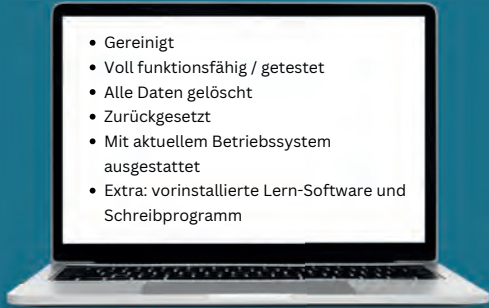 • Gereinigt
• Voll funktionsfähig / getestet
• Alle Daten gelöscht
• Zurückgesetzt
• Mit aktuellem Betriebssystem
ausgestattet
• Extra: vorinstallierte Lern-Software und
Schreibprogramm